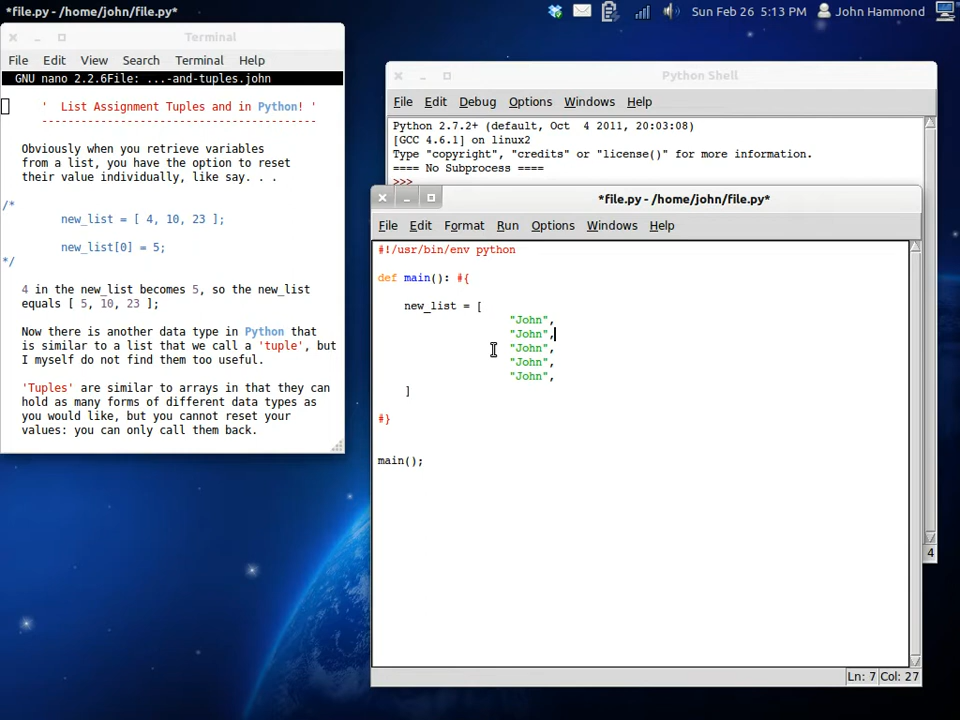 *file.py - /home/john/file.py*
Sun Feb 26 5:13 PM
John Hammond
Terminal
File Edit View Search Terminal Help
GNU nano 2.2.6File: ...-and-tuples.john
' List Assignment Tuples and in Python! '
-----------------------------------------
Obviously when you retrieve variables
from a list, you have the option to reset
their value individually, like say. . .
/*
new_list = [ 4, 10, 23 ];
new_list[0] = 5;
*/
4 in the new_list becomes 5, so the new_list
equals [ 5, 10, 23 ];
Now there is another data type in Python that
is similar to a list that we call a 'tuple', but
I myself do not find them too useful.
'Tuples' are similar to arrays in that they can
hold as many forms of different data types as
you would like, but you cannot reset your
values: you can only call them back.
Python Shell
File Edit Debug Options Windows Help
Python 2.7.2+ (default, Oct  4 2011, 20:03:08)
[GCC 4.6.1] on linux2
Type "copyright", "credits" or "license()" for more information.
==== No Subprocess ====
>>>
4
*file.py - /home/john/file.py*
File Edit Format Run Options Windows Help
#!/usr/bin/env python
def main(): #{
new_list = [
"John",
"John",
"John",
"John",
"John",
]
#}
main();
Ln: 7 Col: 27